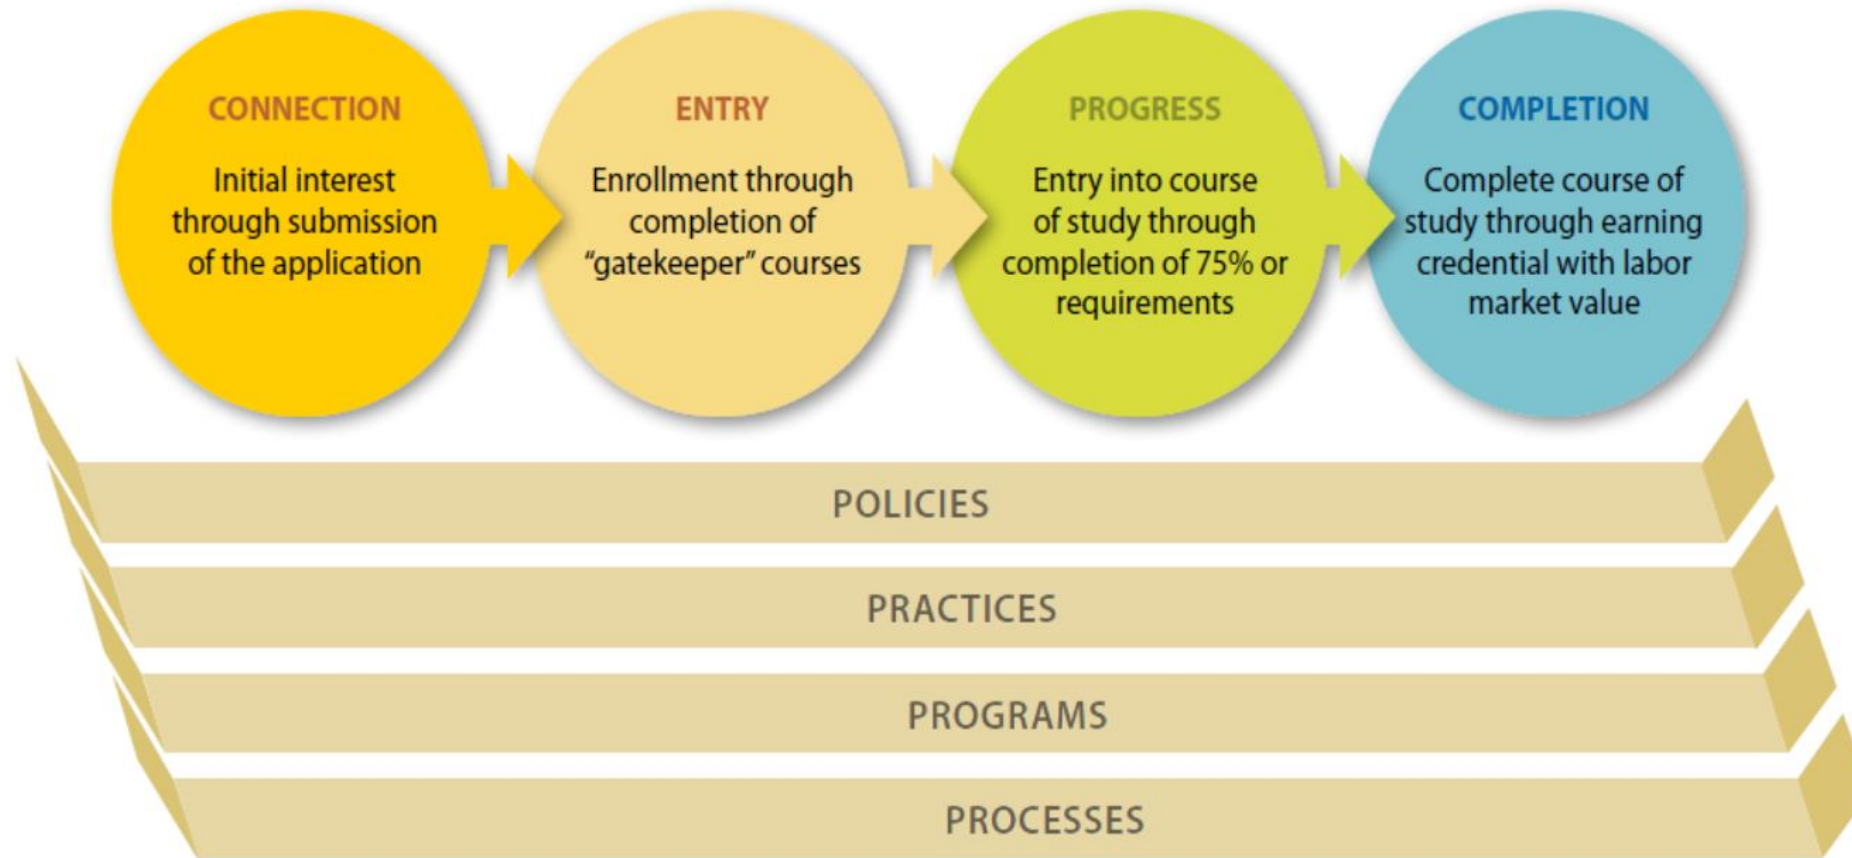 CONNECTION
Initial interest
through submission
of the application
ENTRY
Enrollment through
completion of
“gatekeeper” courses
PROGRESS
Entry into course
of study through
completion of 75% or
requirements
COMPLETION
Complete course of
study through earning
credential with labor
market value
POLICIES
PRACTICES
PROGRAMS
PROCESSES